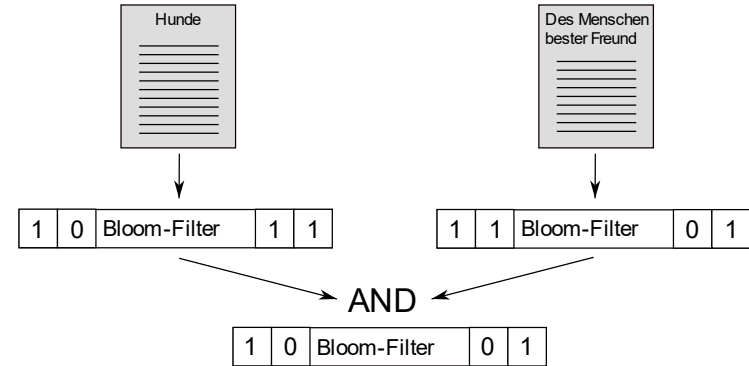 Hunde
Des Menschen
bester Freund
1 0 Bloom-Filter 1 1
1 1 Bloom-Filter 0 1
AND
1 0 Bloom-Filter 0 1